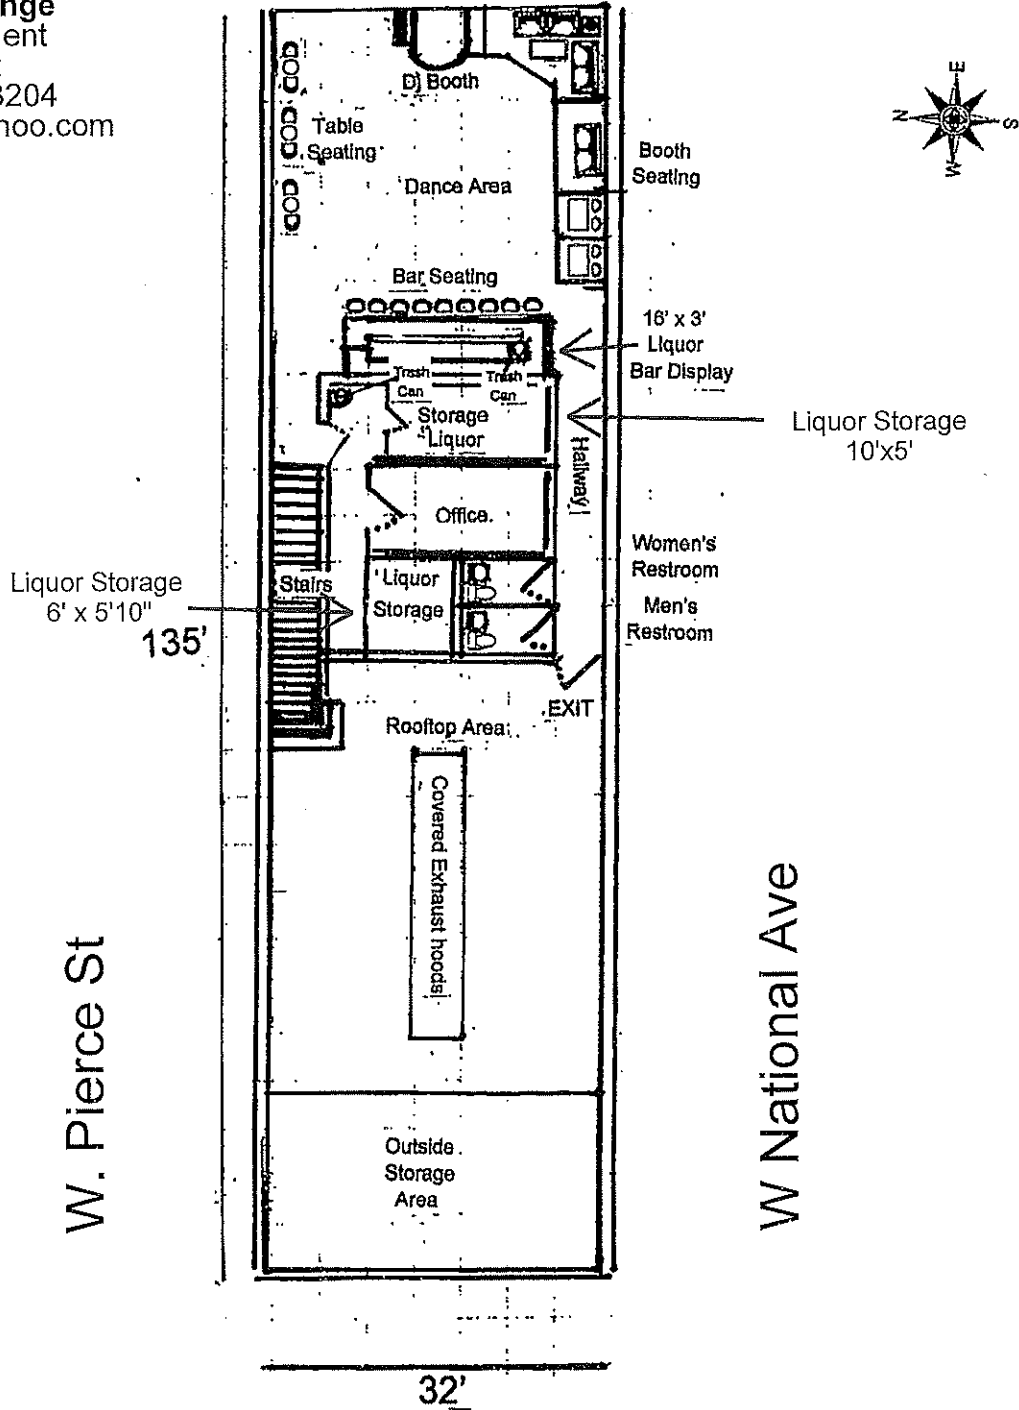 nge
ent
3204
hoo.com
E
N
S
W
Dj Booth
Table
Seating
Dance Area
Booth
Seating
Bar Seating
16' x 3'
Liquor
Bar Display
Trash
Can
Trash
Can
Storage
Liquor
Liquor Storage
10'x5'
Hallway
Office
Women's
Restroom
Liquor Storage
6' x 5'10"
Stairs
Liquor
Storage
Men's
Restroom
135'
EXIT
Rooftop Area
Covered Exhaust hoods
W. Pierce St
W National Ave
Outside
Storage
Area
32'